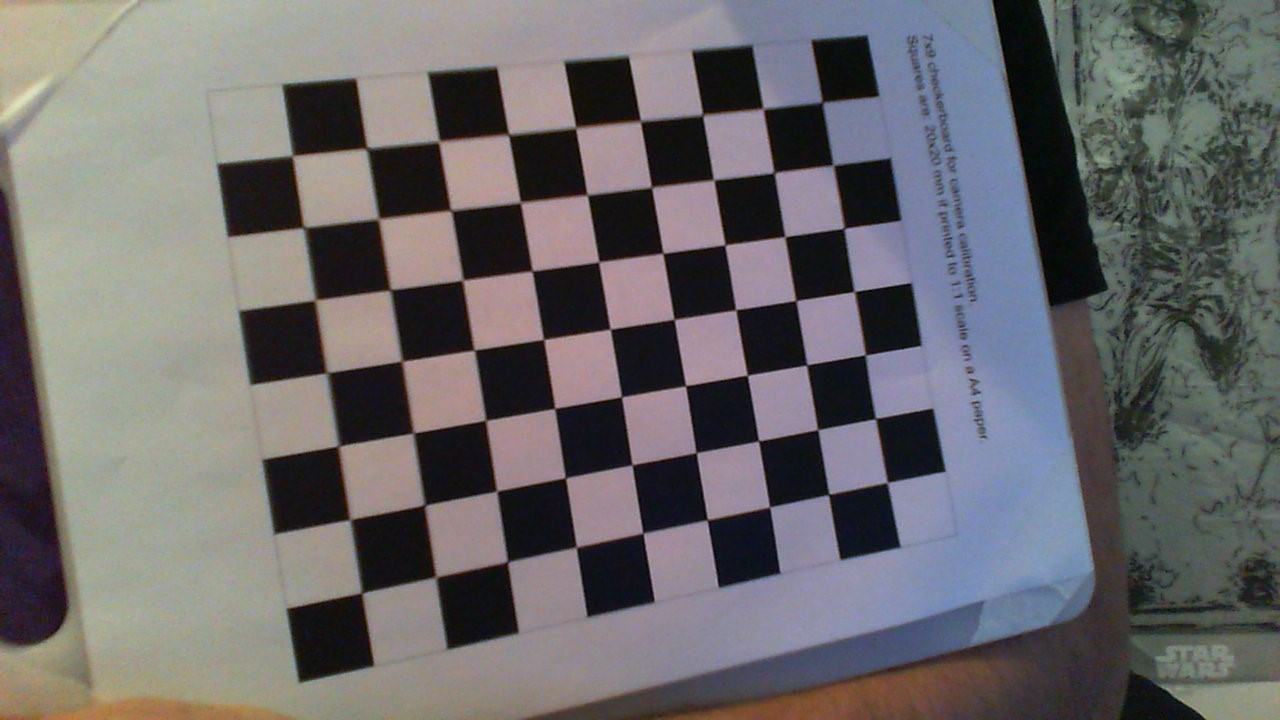 7x9 checkerboard for camera calibration.
Squares are 20x20 mm if printed to 1:1 scale on a A4 paper.
STAR
WARS